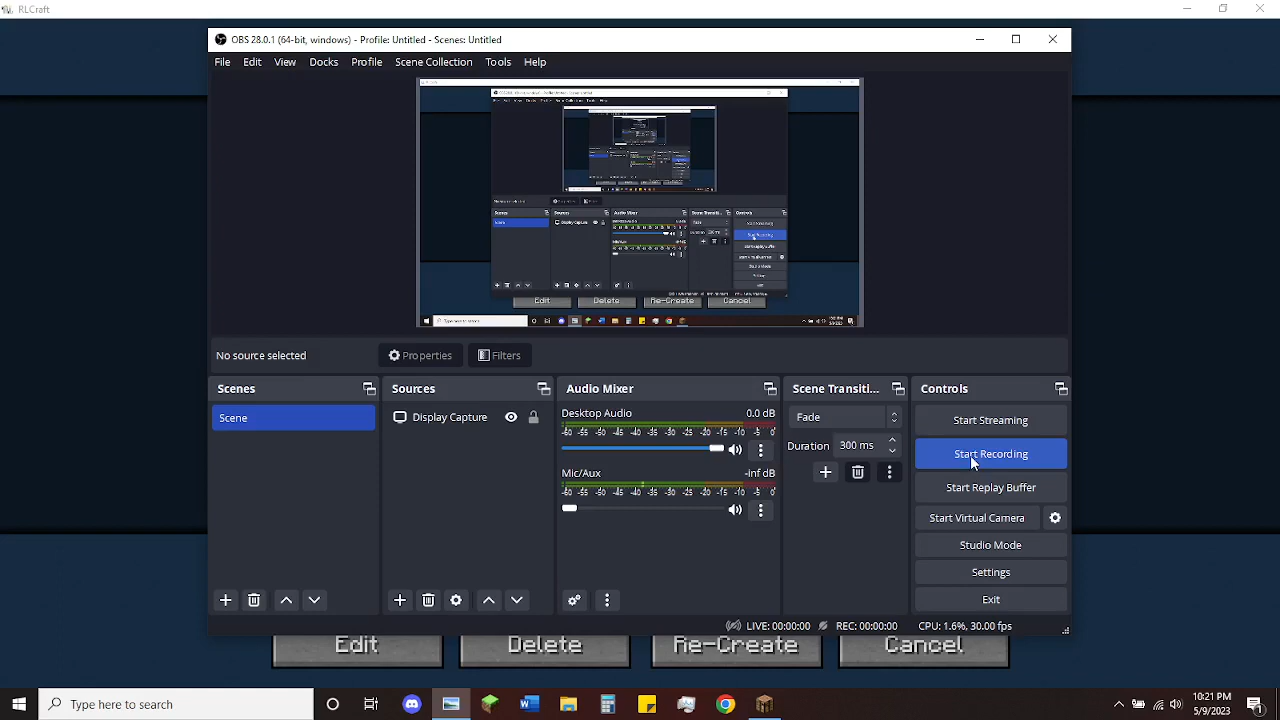 RLCraft
OBS 28.0.1 (64-bit, windows) - Profile: Untitled - Scenes: Untitled
File Edit View Docks Profile Scene Collection Tools Help
Edit Delete Re-Create Cancel
No source selected Properties Filters
Scenes Sources Audio Mixer Scene Transiti... Controls
Scene
Display Capture
Desktop Audio 0.0 dB
-60 -55 -50 -45 -40 -35 -30 -25 -20 -15 -10 -5 0
Mic/Aux -inf dB
-60 -55 -50 -45 -40 -35 -30 -25 -20 -15 -10 -5 0
Fade
Duration 300 ms
Start Streaming
Start Recording
Start Replay Buffer
Start Virtual Camera
Studio Mode
Settings
Exit
LIVE: 00:00:00 REC: 00:00:00 CPU: 1.6%, 30.00 fps
Edit Delete Re-Create Cancel
Type here to search
10:21 PM
5/9/2023